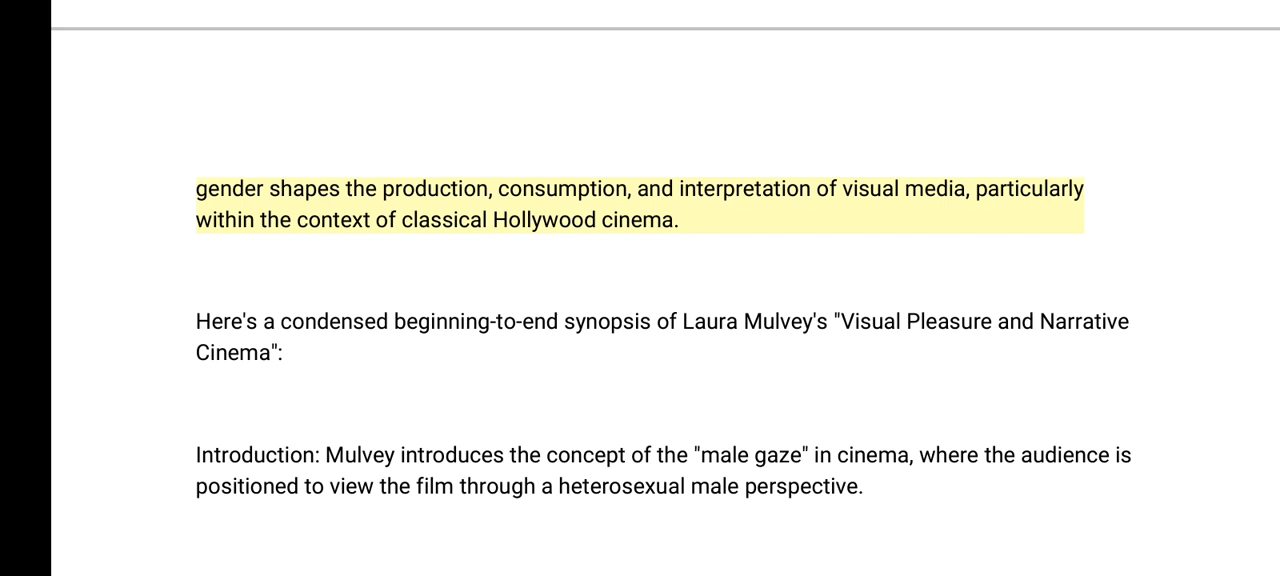 gender shapes the production, consumption, and interpretation of visual media, particularly
within the context of classical Hollywood cinema.
Here's a condensed beginning-to-end synopsis of Laura Mulvey's "Visual Pleasure and Narrative
Cinema":
Introduction: Mulvey introduces the concept of the "male gaze" in cinema, where the audience is
positioned to view the film through a heterosexual male perspective.